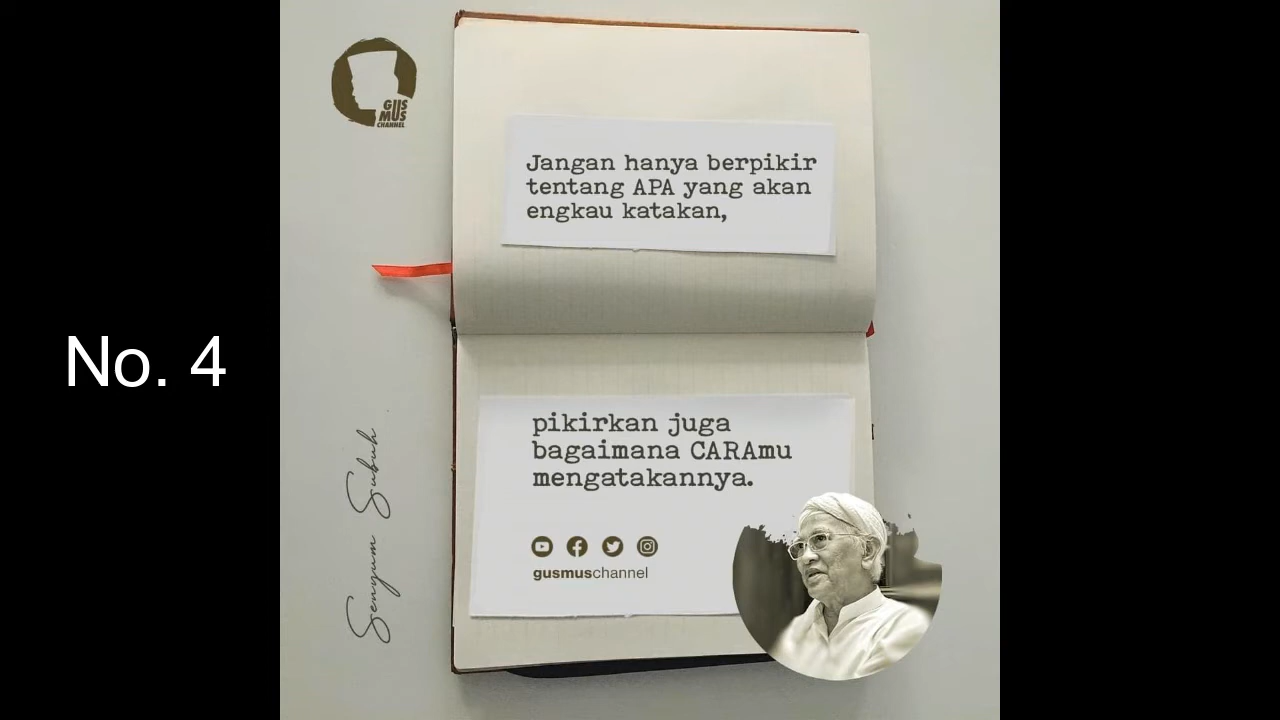 No. 4
GUS
MUS
CHANNEL
Jangan hanya berpikir
tentang APA yang akan
engkau katakan,
pikirkan juga
bagaimana CARAmu
mengatakannya.
gusmuschannel
Senyum Subuh